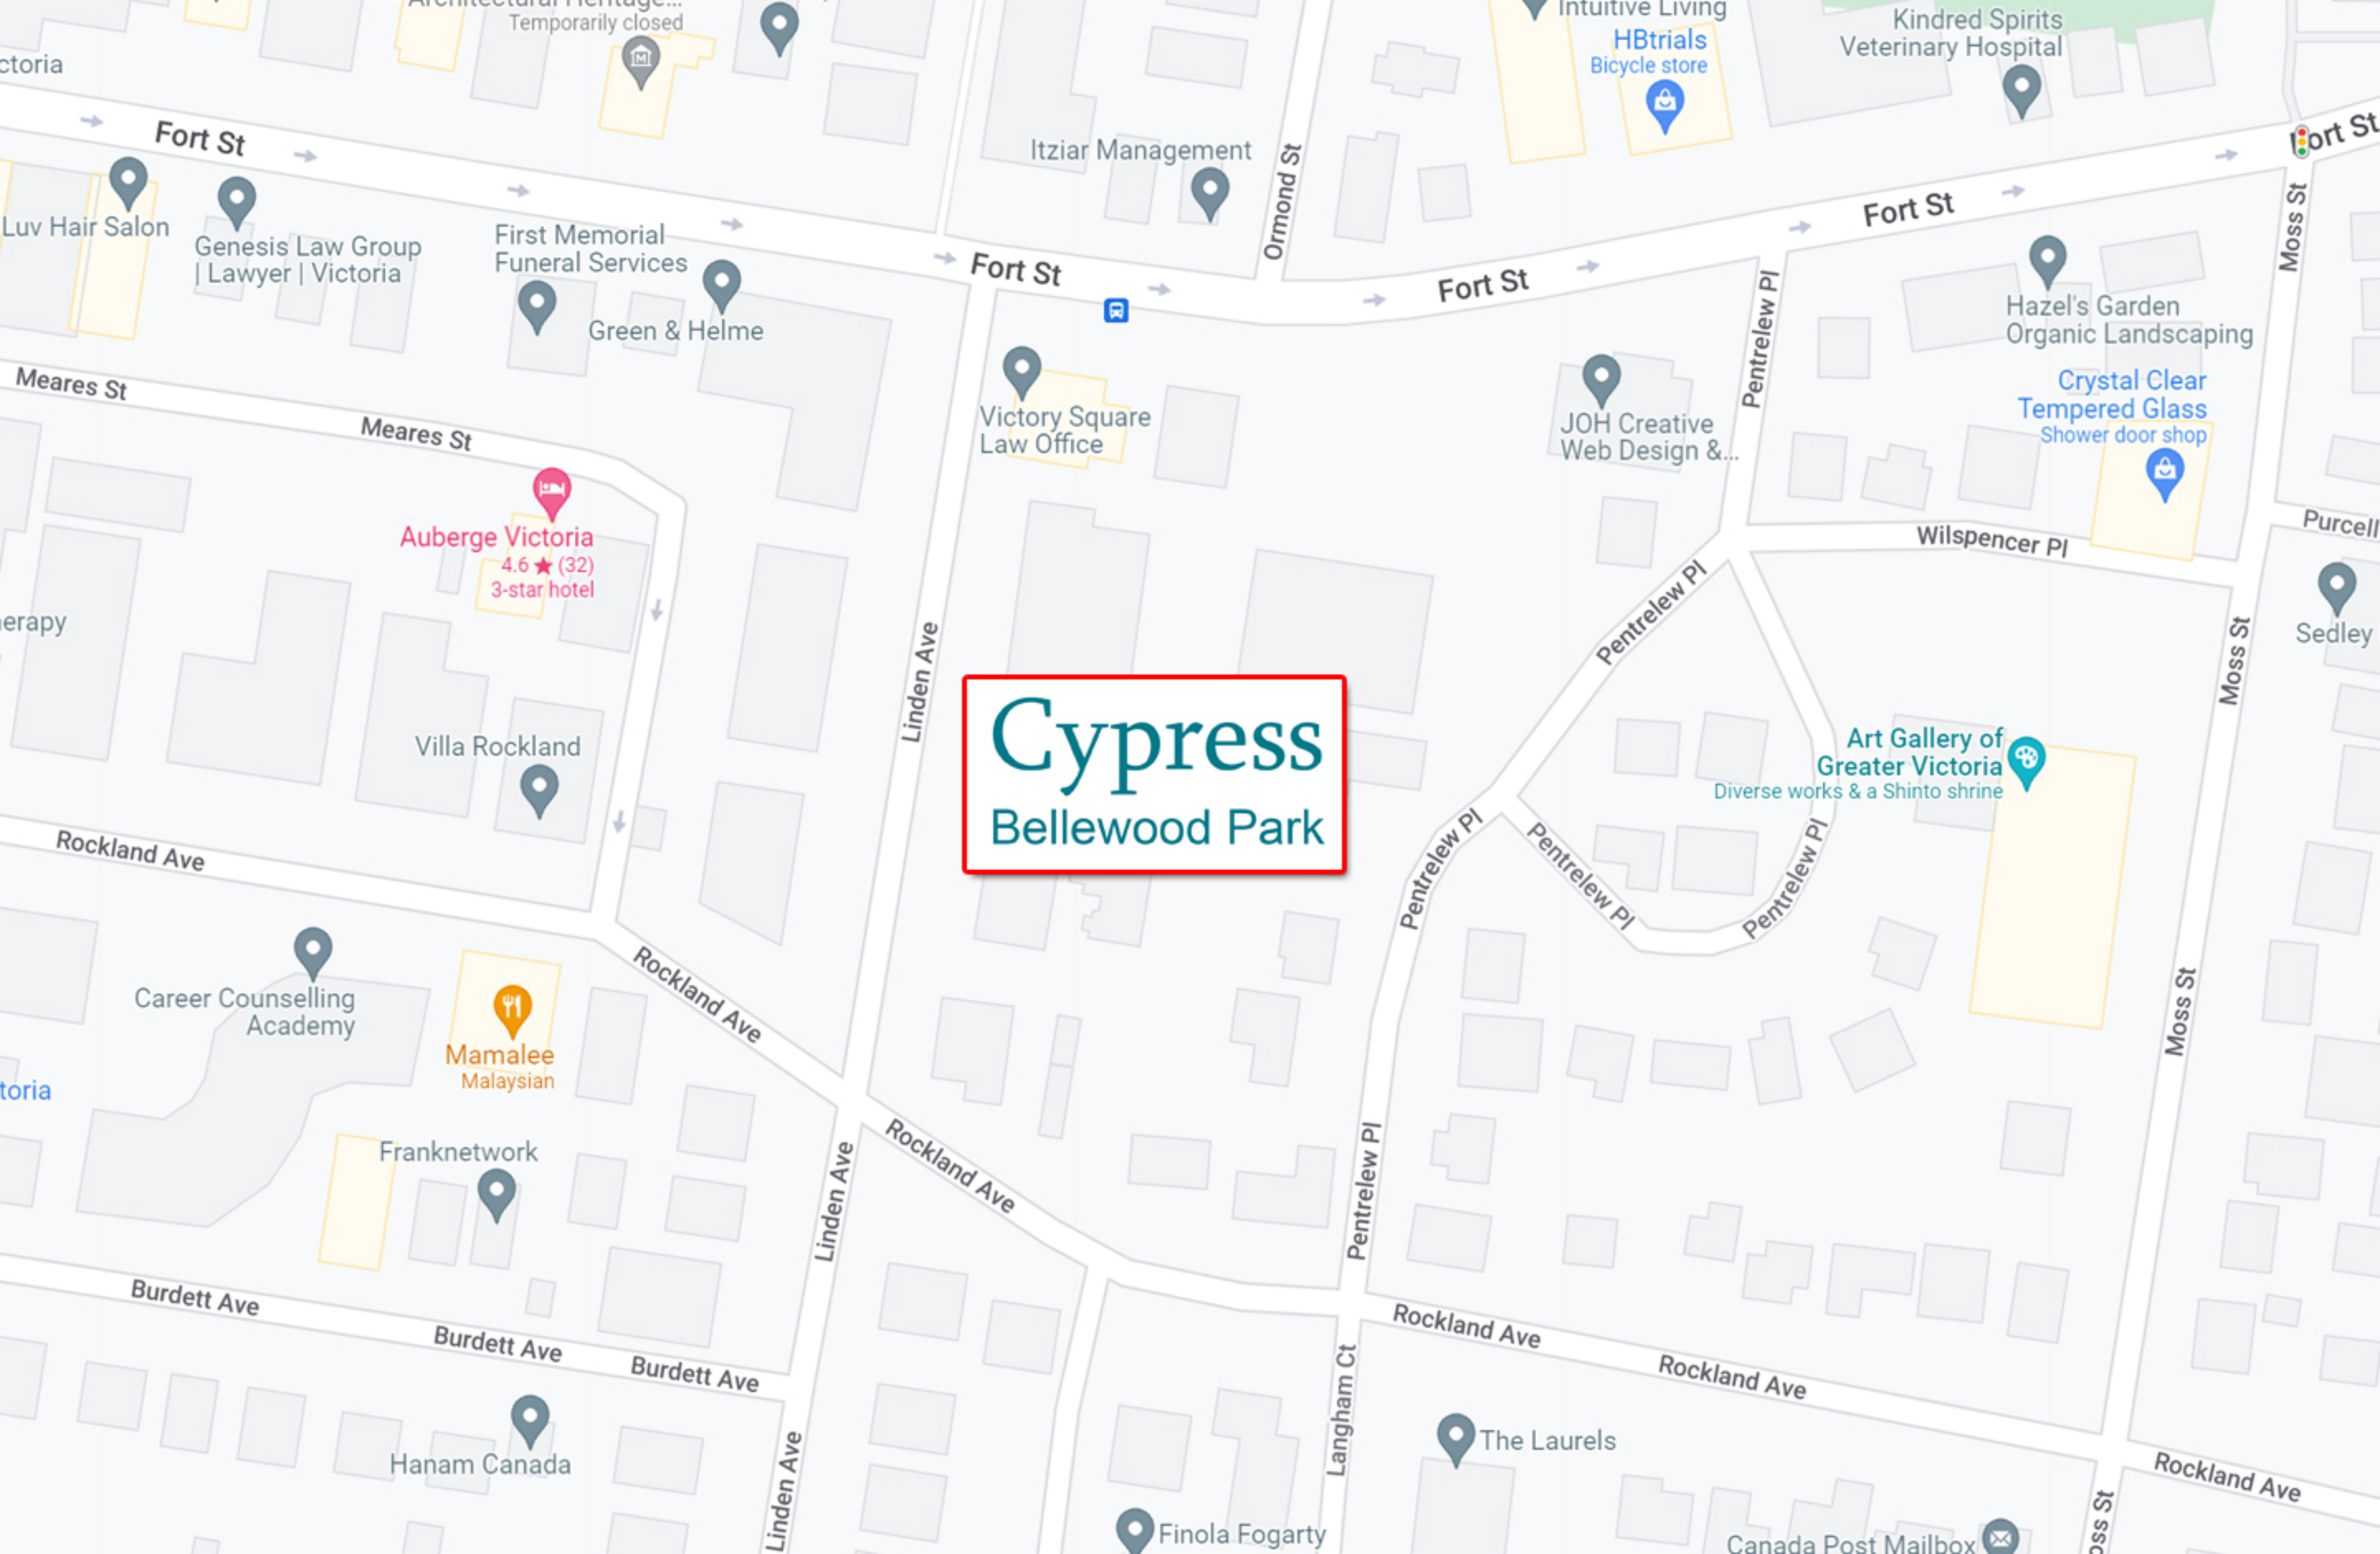 Architectural Heritage...
Temporarily closed
Intuitive Living
HBtrials
Bicycle store
Kindred Spirits
Veterinary Hospital
ctoria
Fort St
Fort St
Fort St
Fort St
Fort St
Itziar Management
Ormond St
Moss St
Luv Hair Salon
Genesis Law Group
| Lawyer | Victoria
First Memorial
Funeral Services
Green & Helme
Pentrelew Pl
Hazel's Garden
Organic Landscaping
Meares St
Meares St
Victory Square
Law Office
JOH Creative
Web Design &...
Crystal Clear
Tempered Glass
Shower door shop
Auberge Victoria
4.6 ★ (32)
3-star hotel
Wilspencer Pl
Purcell
Pentrelew Pl
Sedley
erapy
Linden Ave
Moss St
Cypress
Bellewood Park
Villa Rockland
Art Gallery of
Greater Victoria
Diverse works & a Shinto shrine
Rockland Ave
Pentrelew Pl
Pentrelew Pl
Pentrelew Pl
Career Counselling
Academy
Rockland Ave
Moss St
Mamalee
Malaysian
toria
Franknetwork
Rockland Ave
Linden Ave
Pentrelew Pl
Burdett Ave
Burdett Ave
Burdett Ave
Rockland Ave
Rockland Ave
Langham Ct
Hanam Canada
The Laurels
Rockland Ave
Linden Ave
Finola Fogarty
Canada Post Mailbox
oss St